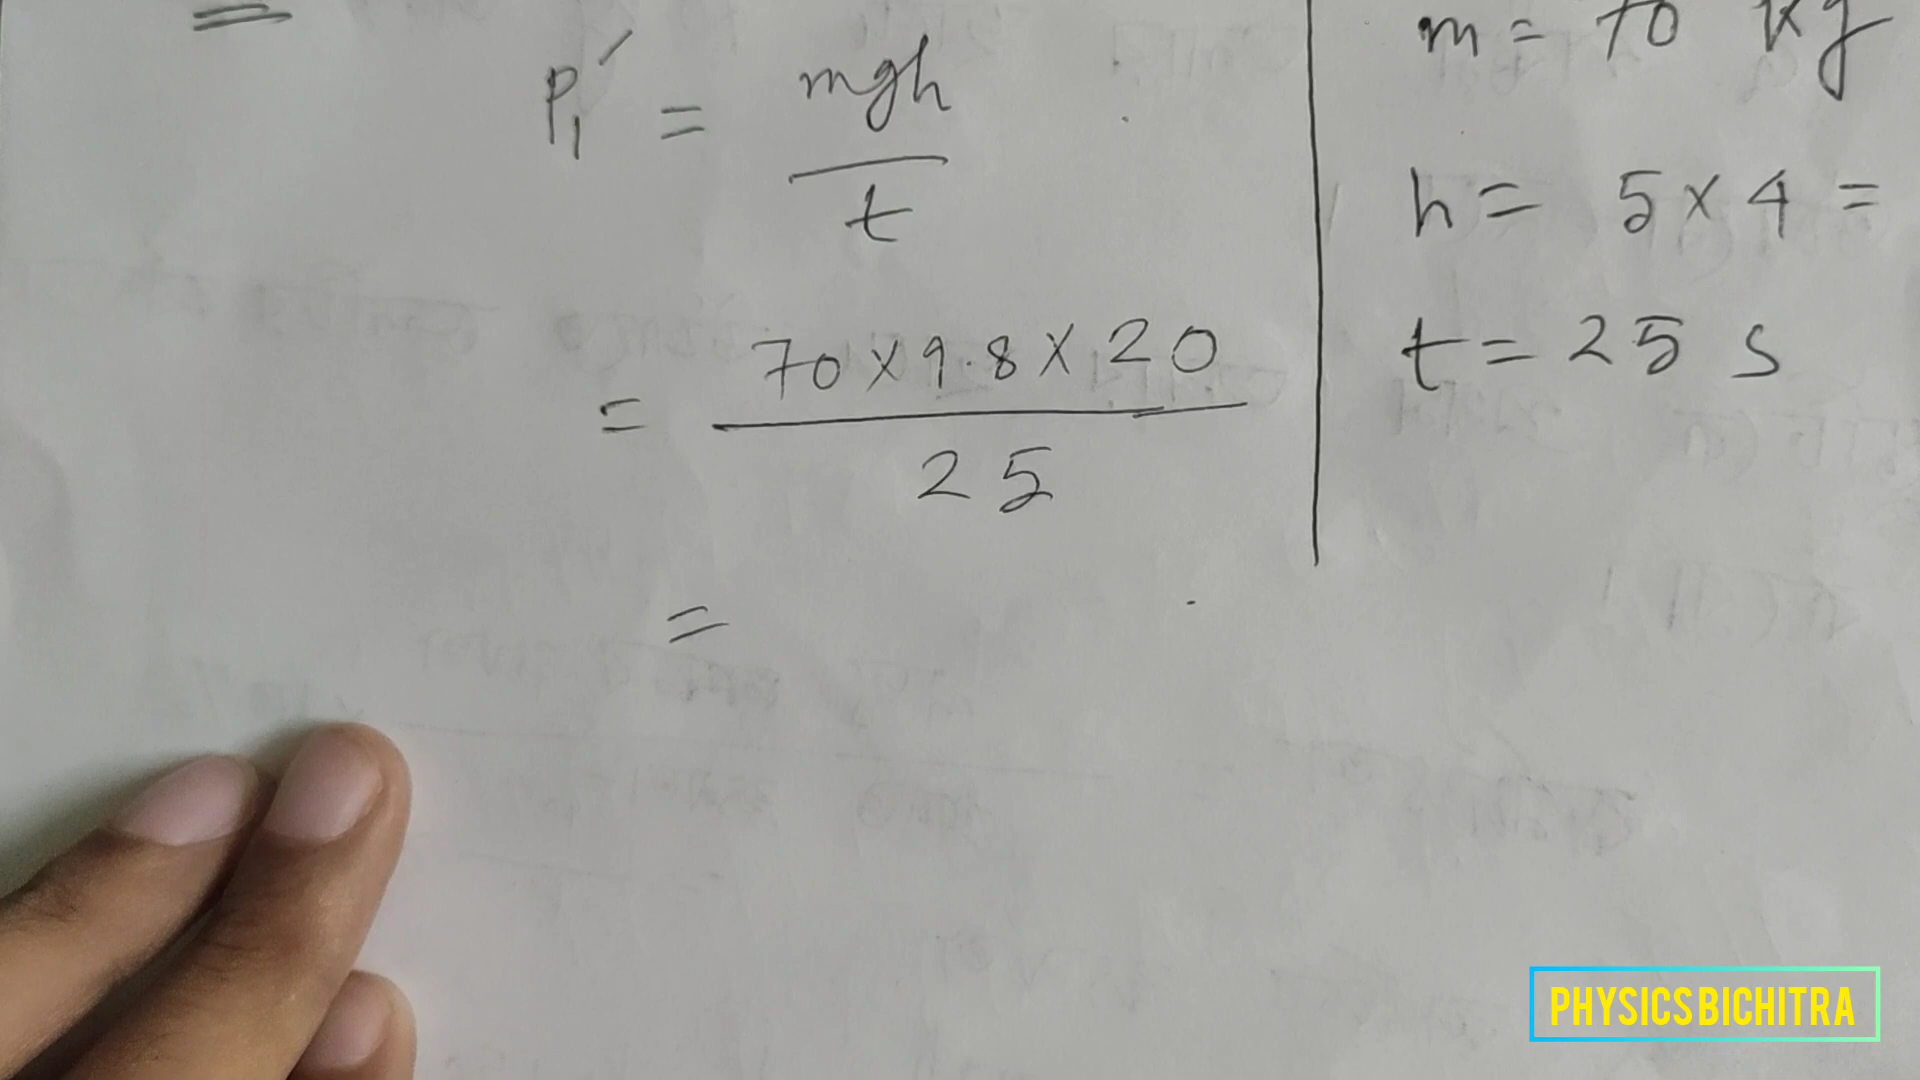 P₁′ = mgh / t
= 70 × 9.8 × 20 / 25
=
m = 70 kg
h = 5 × 4 =
t = 25 s
PHYSICS BICHITRA